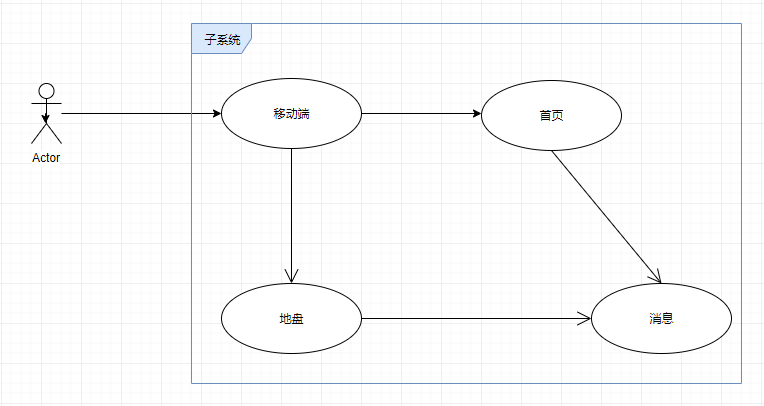 子系统
移动端
首页
Actor
地盘
消息